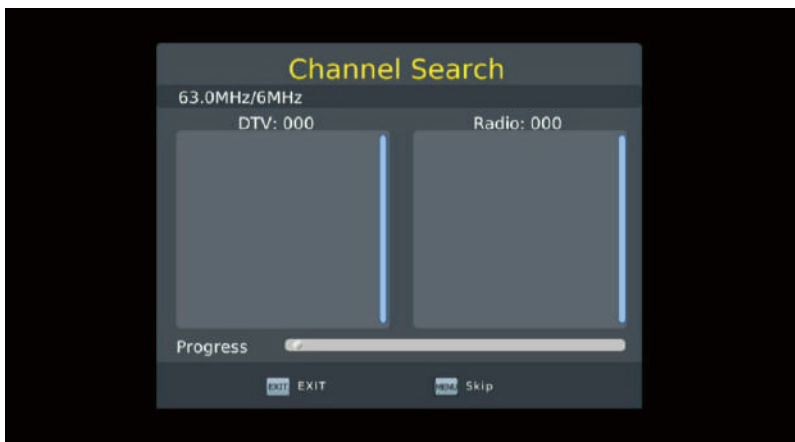 Channel Search
63.0MHz/6MHz
DTV: 000 Radio: 000
Progress
EXIT EXIT MENU Skip